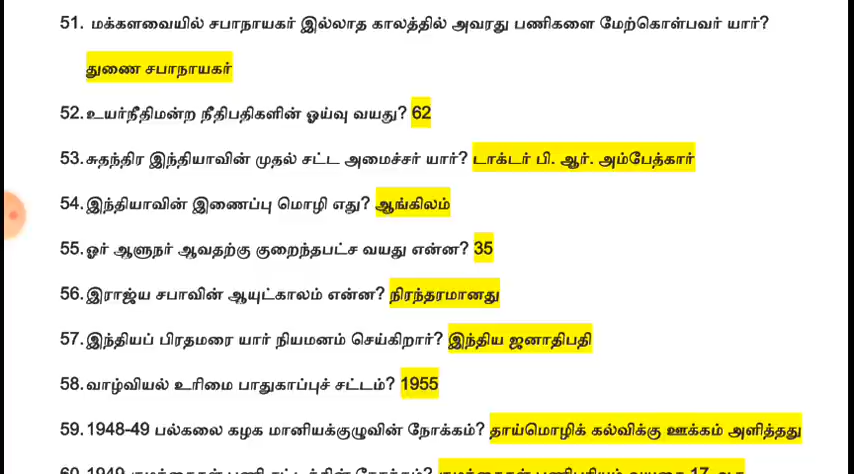 51. மக்களவையில் சபாநாயகர் இல்லாத காலத்தில் அவரது பணிகளை மேற்கொள்பவர் யார்?
துணை சபாநாயகர்
52. உயர்நீதிமன்ற நீதிபதிகளின் ஓய்வு வயது? 62
53. சுதந்திர இந்தியாவின் முதல் சட்ட அமைச்சர் யார்? டாக்டர் பி. ஆர். அம்பேத்கார்
54. இந்தியாவின் இணைப்பு மொழி எது? ஆங்கிலம்
55. ஓர் ஆளுநர் ஆவதற்கு குறைந்தபட்ச வயது என்ன? 35
56. இராஜ்ய சபாவின் ஆயுட்காலம் என்ன? நிரந்தரமானது
57. இந்தியப் பிரதமரை யார் நியமனம் செய்கிறார்? இந்திய ஜனாதிபதி
58. வாழ்வியல் உரிமை பாதுகாப்புச் சட்டம்? 1955
59. 1948-49 பல்கலை கழக மானியக்குழுவின் நோக்கம்? தாய்மொழிக் கல்விக்கு ஊக்கம் அளித்தது
60. 1949